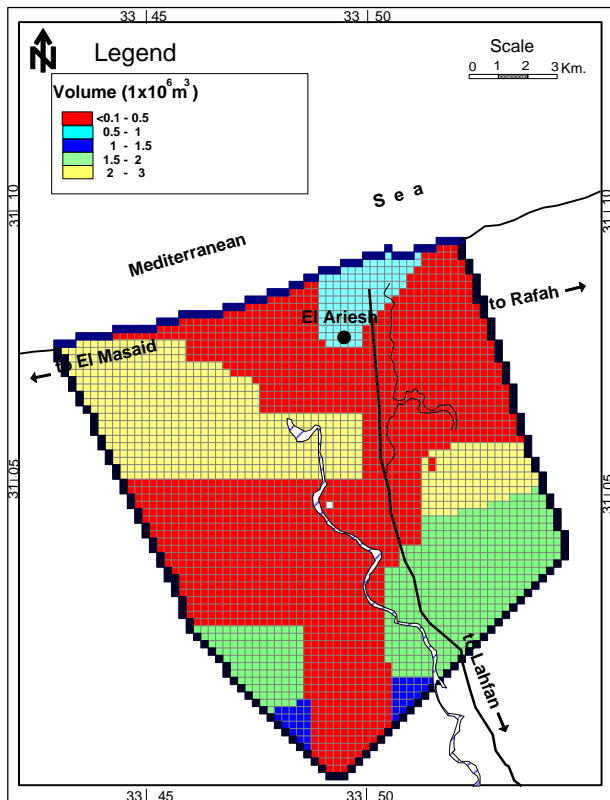 33 45
33 50
N
Legend
Scale
0 1 2 3 Km.
Volume (1x10⁶m³)
<0.1 - 0.5
0.5 - 1
1 - 1.5
1.5 - 2
2 - 3
31 10
31 10
Sea
Mediterranean
to Rafah
El Ariesh
to El Masaid
31 05
31 05
to Lahfan
33 45
33 50